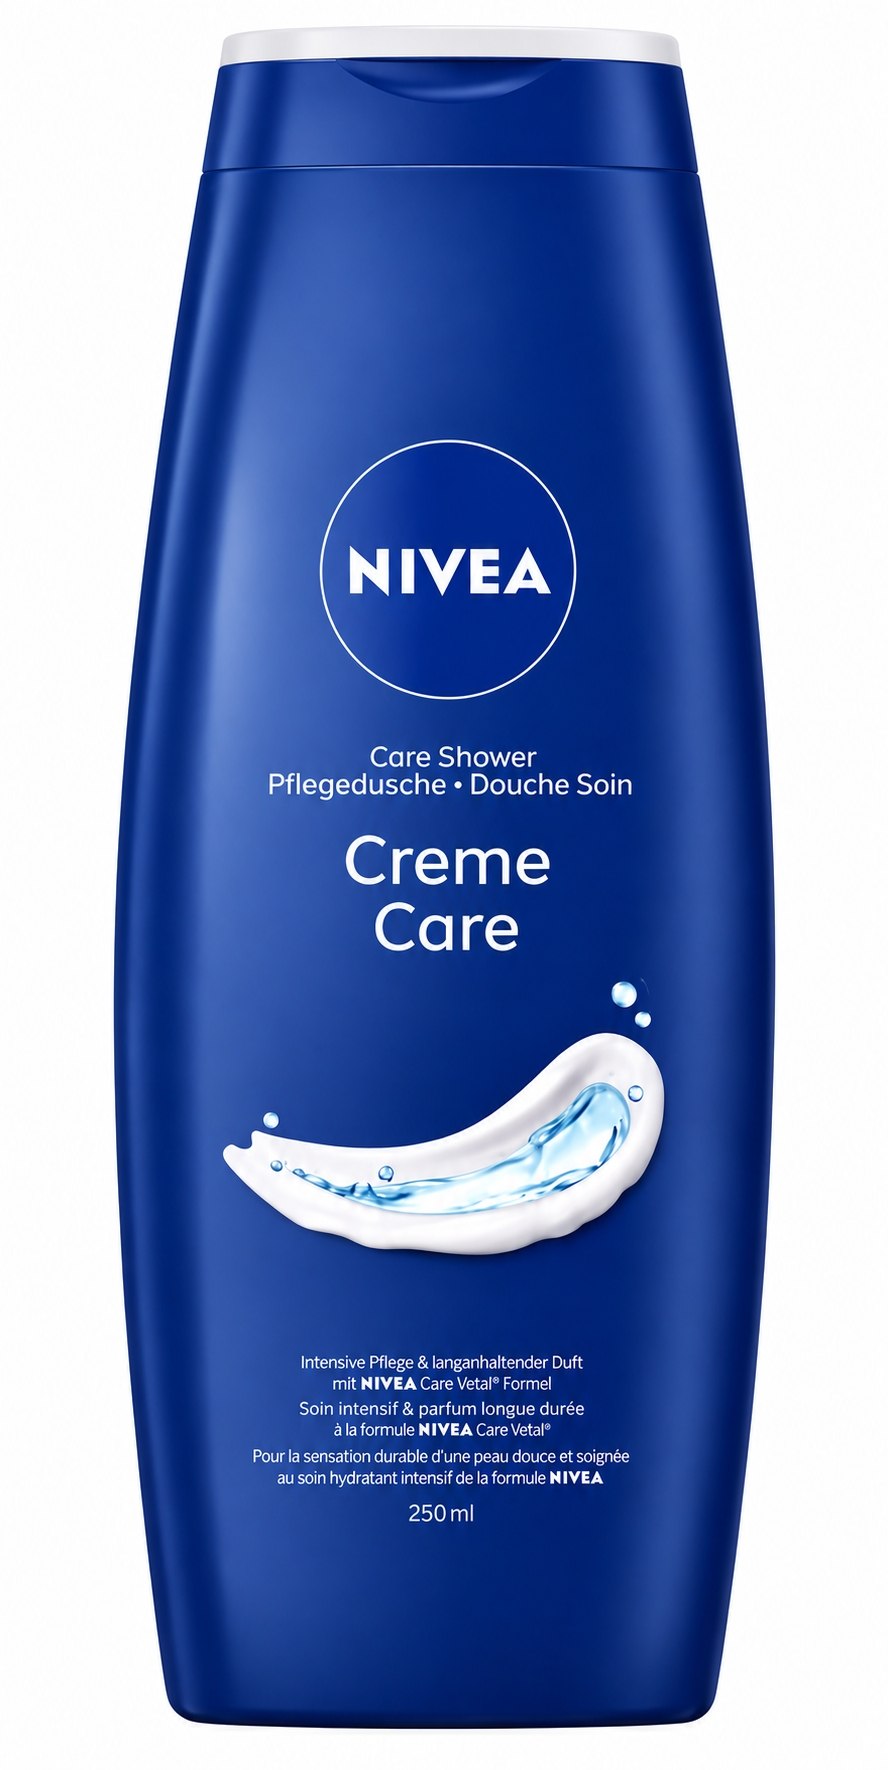 NIVEA
Care Shower
Pflegedusche • Douche Soin
Creme
Care
Intensive Pflege & langanhaltender Duft
mit NIVEA Care Vetal® Formel
Soin intensif & parfum longue durée
à la formule NIVEA Care Vetal®
Pour la sensation durable d'une peau douce et soignée
au soin hydratant intensif de la formule NIVEA
250 ml